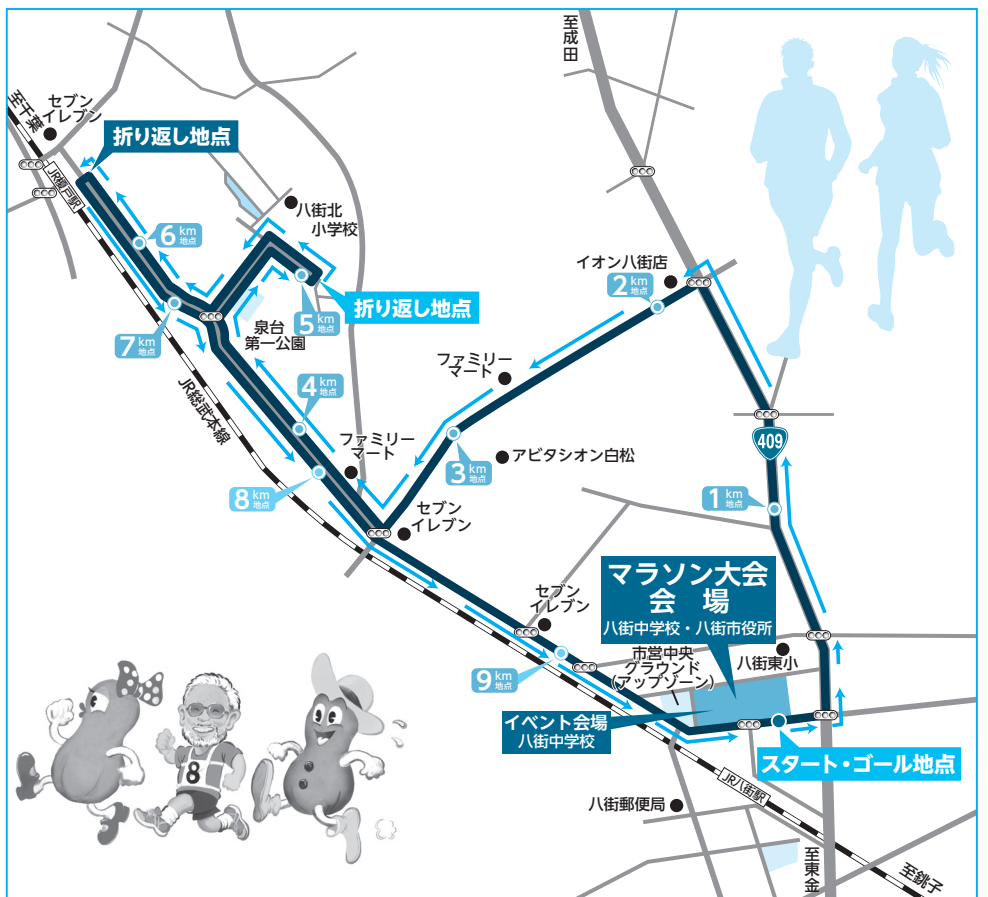 至成田
至千葉
セブン
イレブン
折り返し地点
JR榎戸駅
八街北
小学校
6 km
地点
イオン八街店
2 km
地点
5 km
地点
折り返し地点
7 km
地点
泉台
第一公園
ファミリー
マート
4 km
地点
JR総武本線
ファミリー
マート
409
3 km
地点
アビタシオン白松
8 km
地点
1 km
地点
セブン
イレブン
マラソン大会
会 場
八街中学校・八街市役所
セブン
イレブン
市営中央
グラウンド
(アップゾーン)
八街東小
9 km
地点
イベント会場
八街中学校
スタート・ゴール地点
JR八街駅
八街郵便局
至東金
至銚子
8